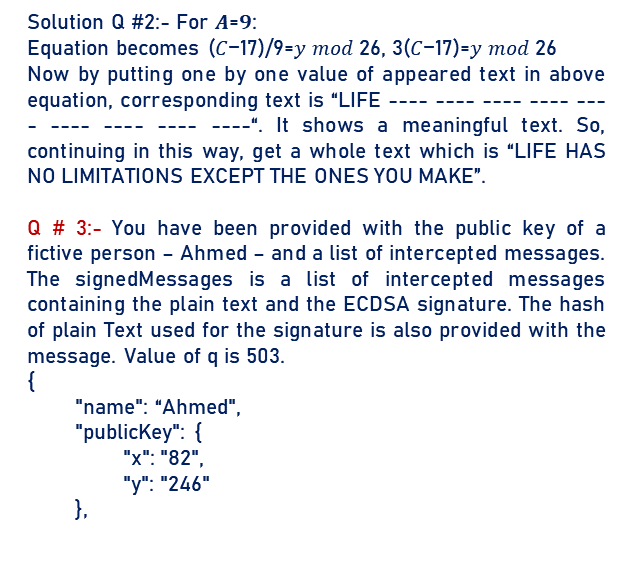 Solution Q #2:- For A=9:
Equation becomes (C−17)/9=y mod 26, 3(C−17)=y mod 26
Now by putting one by one value of appeared text in above
equation, corresponding text is “LIFE ---- ---- ---- ---- ---
- ---- ---- ---- ----“. It shows a meaningful text. So,
continuing in this way, get a whole text which is “LIFE HAS
NO LIMITATIONS EXCEPT THE ONES YOU MAKE”.
Q # 3:- You have been provided with the public key of a
fictive person – Ahmed – and a list of intercepted messages.
The signedMessages is a list of intercepted messages
containing the plain text and the ECDSA signature. The hash
of plain Text used for the signature is also provided with the
message. Value of q is 503.
{
"name": “Ahmed",
"publicKey": {
"x": "82",
"y": "246"
},